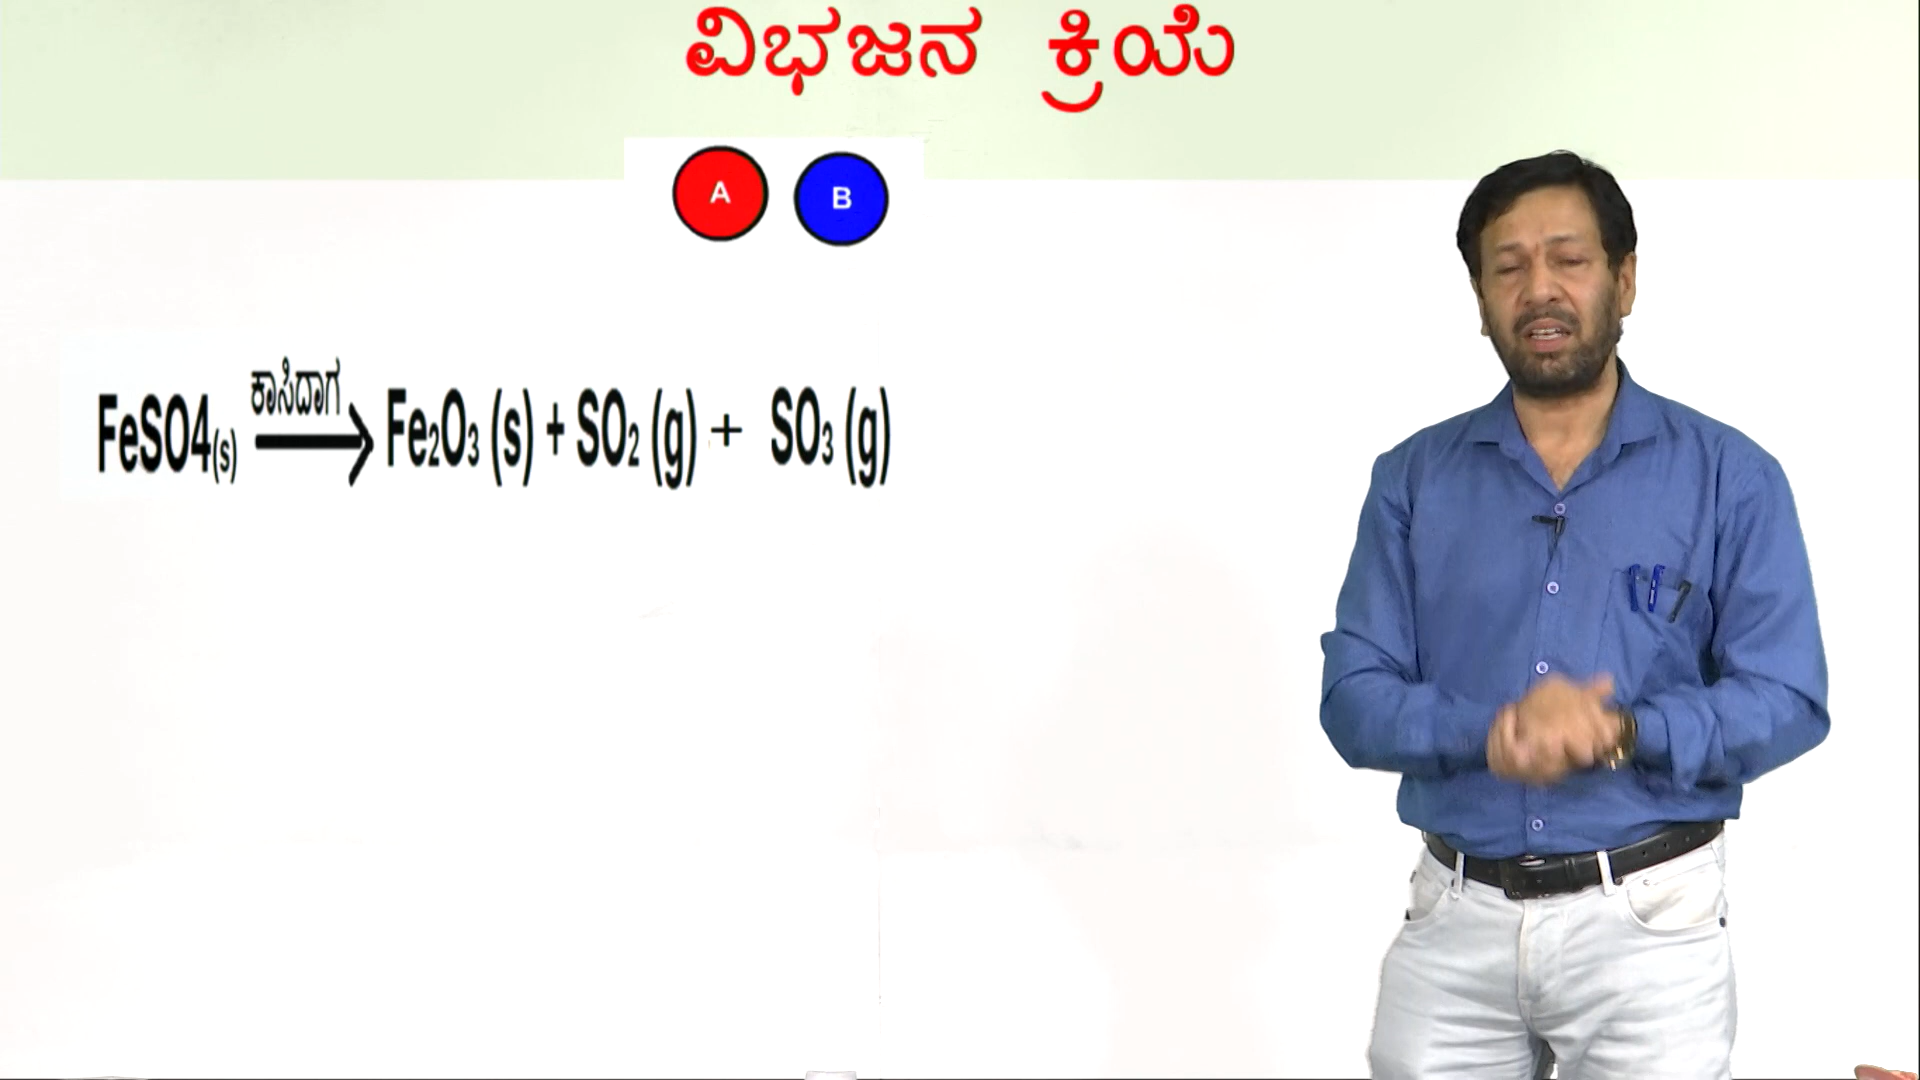 ವಿಭಜನ ಕ್ರಿಯೆ
A B
ಕಾಸಿದಾಗ
FeSO4(s) ⟶ Fe₂O₃ (s) + SO₂ (g) + SO₃ (g)